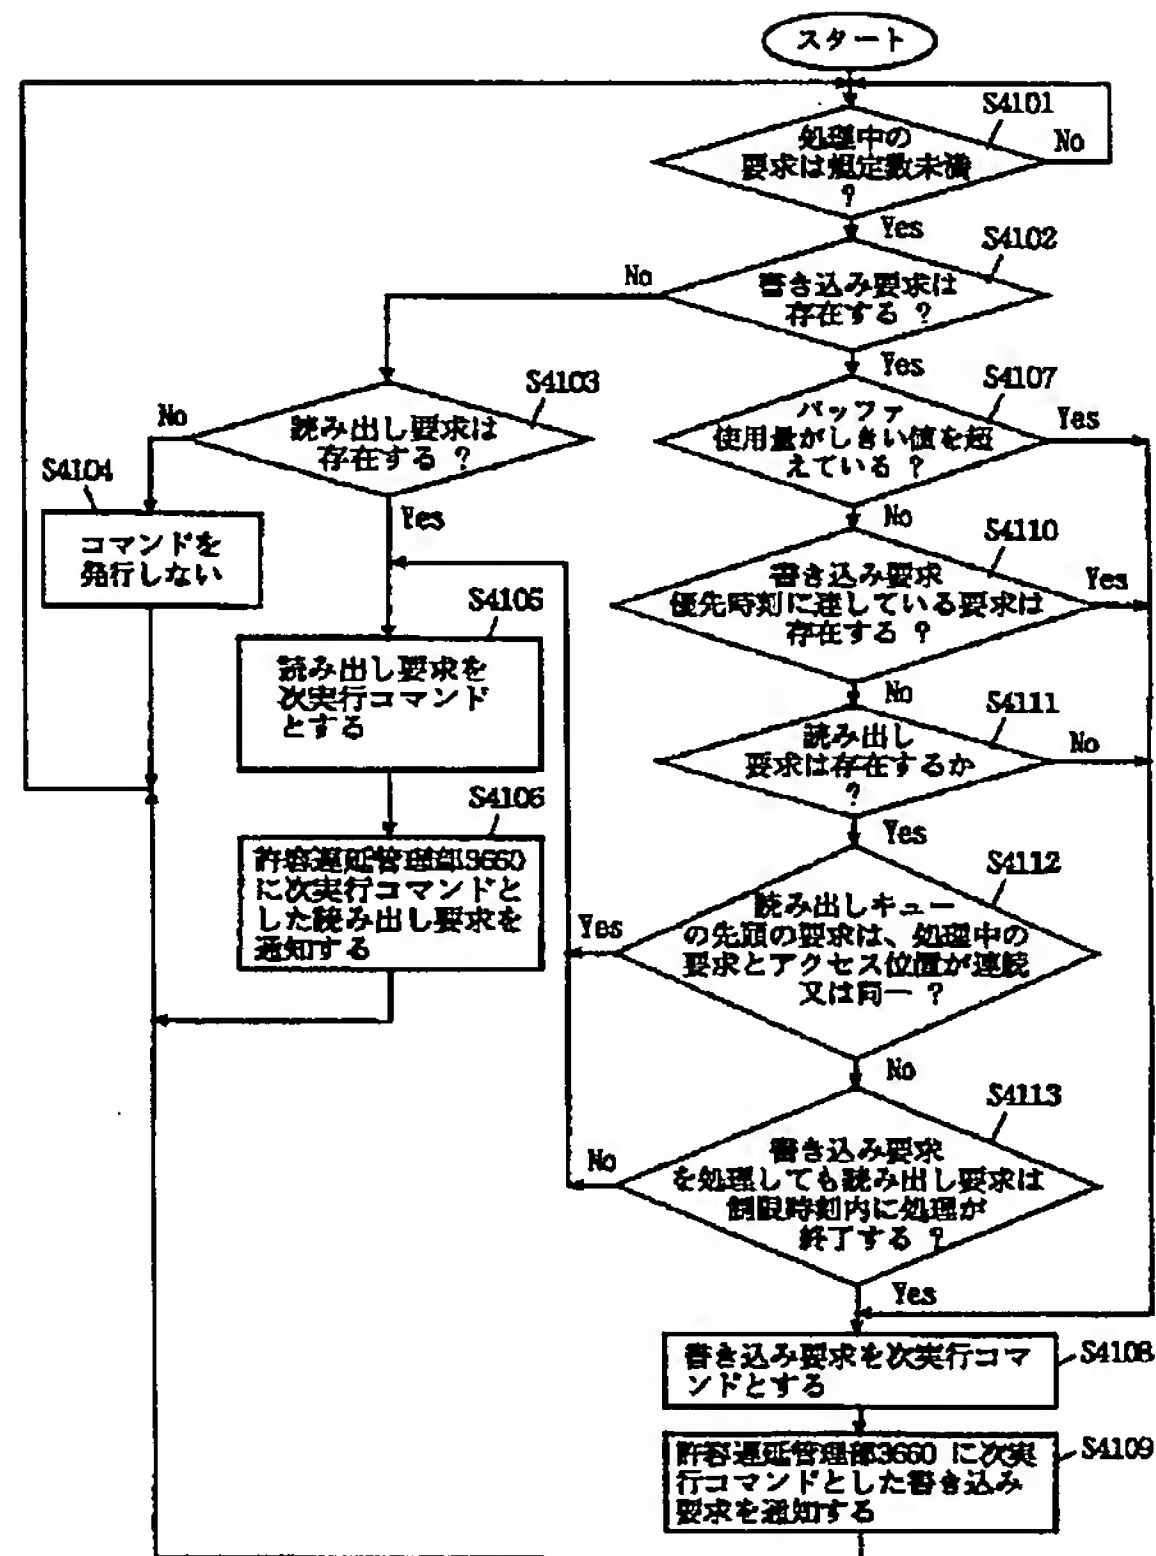 スタート
S4101
処理中の
要求は規定数未満
?
No
Yes
S4102
書き込み要求は
存在する ?
No
Yes
S4103
読み出し要求は
存在する ?
No
Yes
S4104
コマンドを
発行しない
S4105
読み出し要求を
次実行コマンド
とする
S4106
許容遅延管理部3660
に次実行コマンドと
した読み出し要求を
通知する
S4107
バッファ
使用量がしきい値を超
えている ?
Yes
No
S4110
書き込み要求
優先時刻に達している要求は
存在する ?
Yes
No
S4111
読み出し
要求は存在するか
?
No
Yes
S4112
読み出しキュー
の先頭の要求は、処理中の
要求とアクセス位置が連続
又は同一 ?
Yes
No
S4113
書き込み要求
を処理しても読み出し要求は
制限時刻内に処理が
終了する ?
No
Yes
書き込み要求を次実行コマ
ンドとする
S4108
許容遅延管理部3660 に次実
行コマンドとした書き込み
要求を通知する
S4109